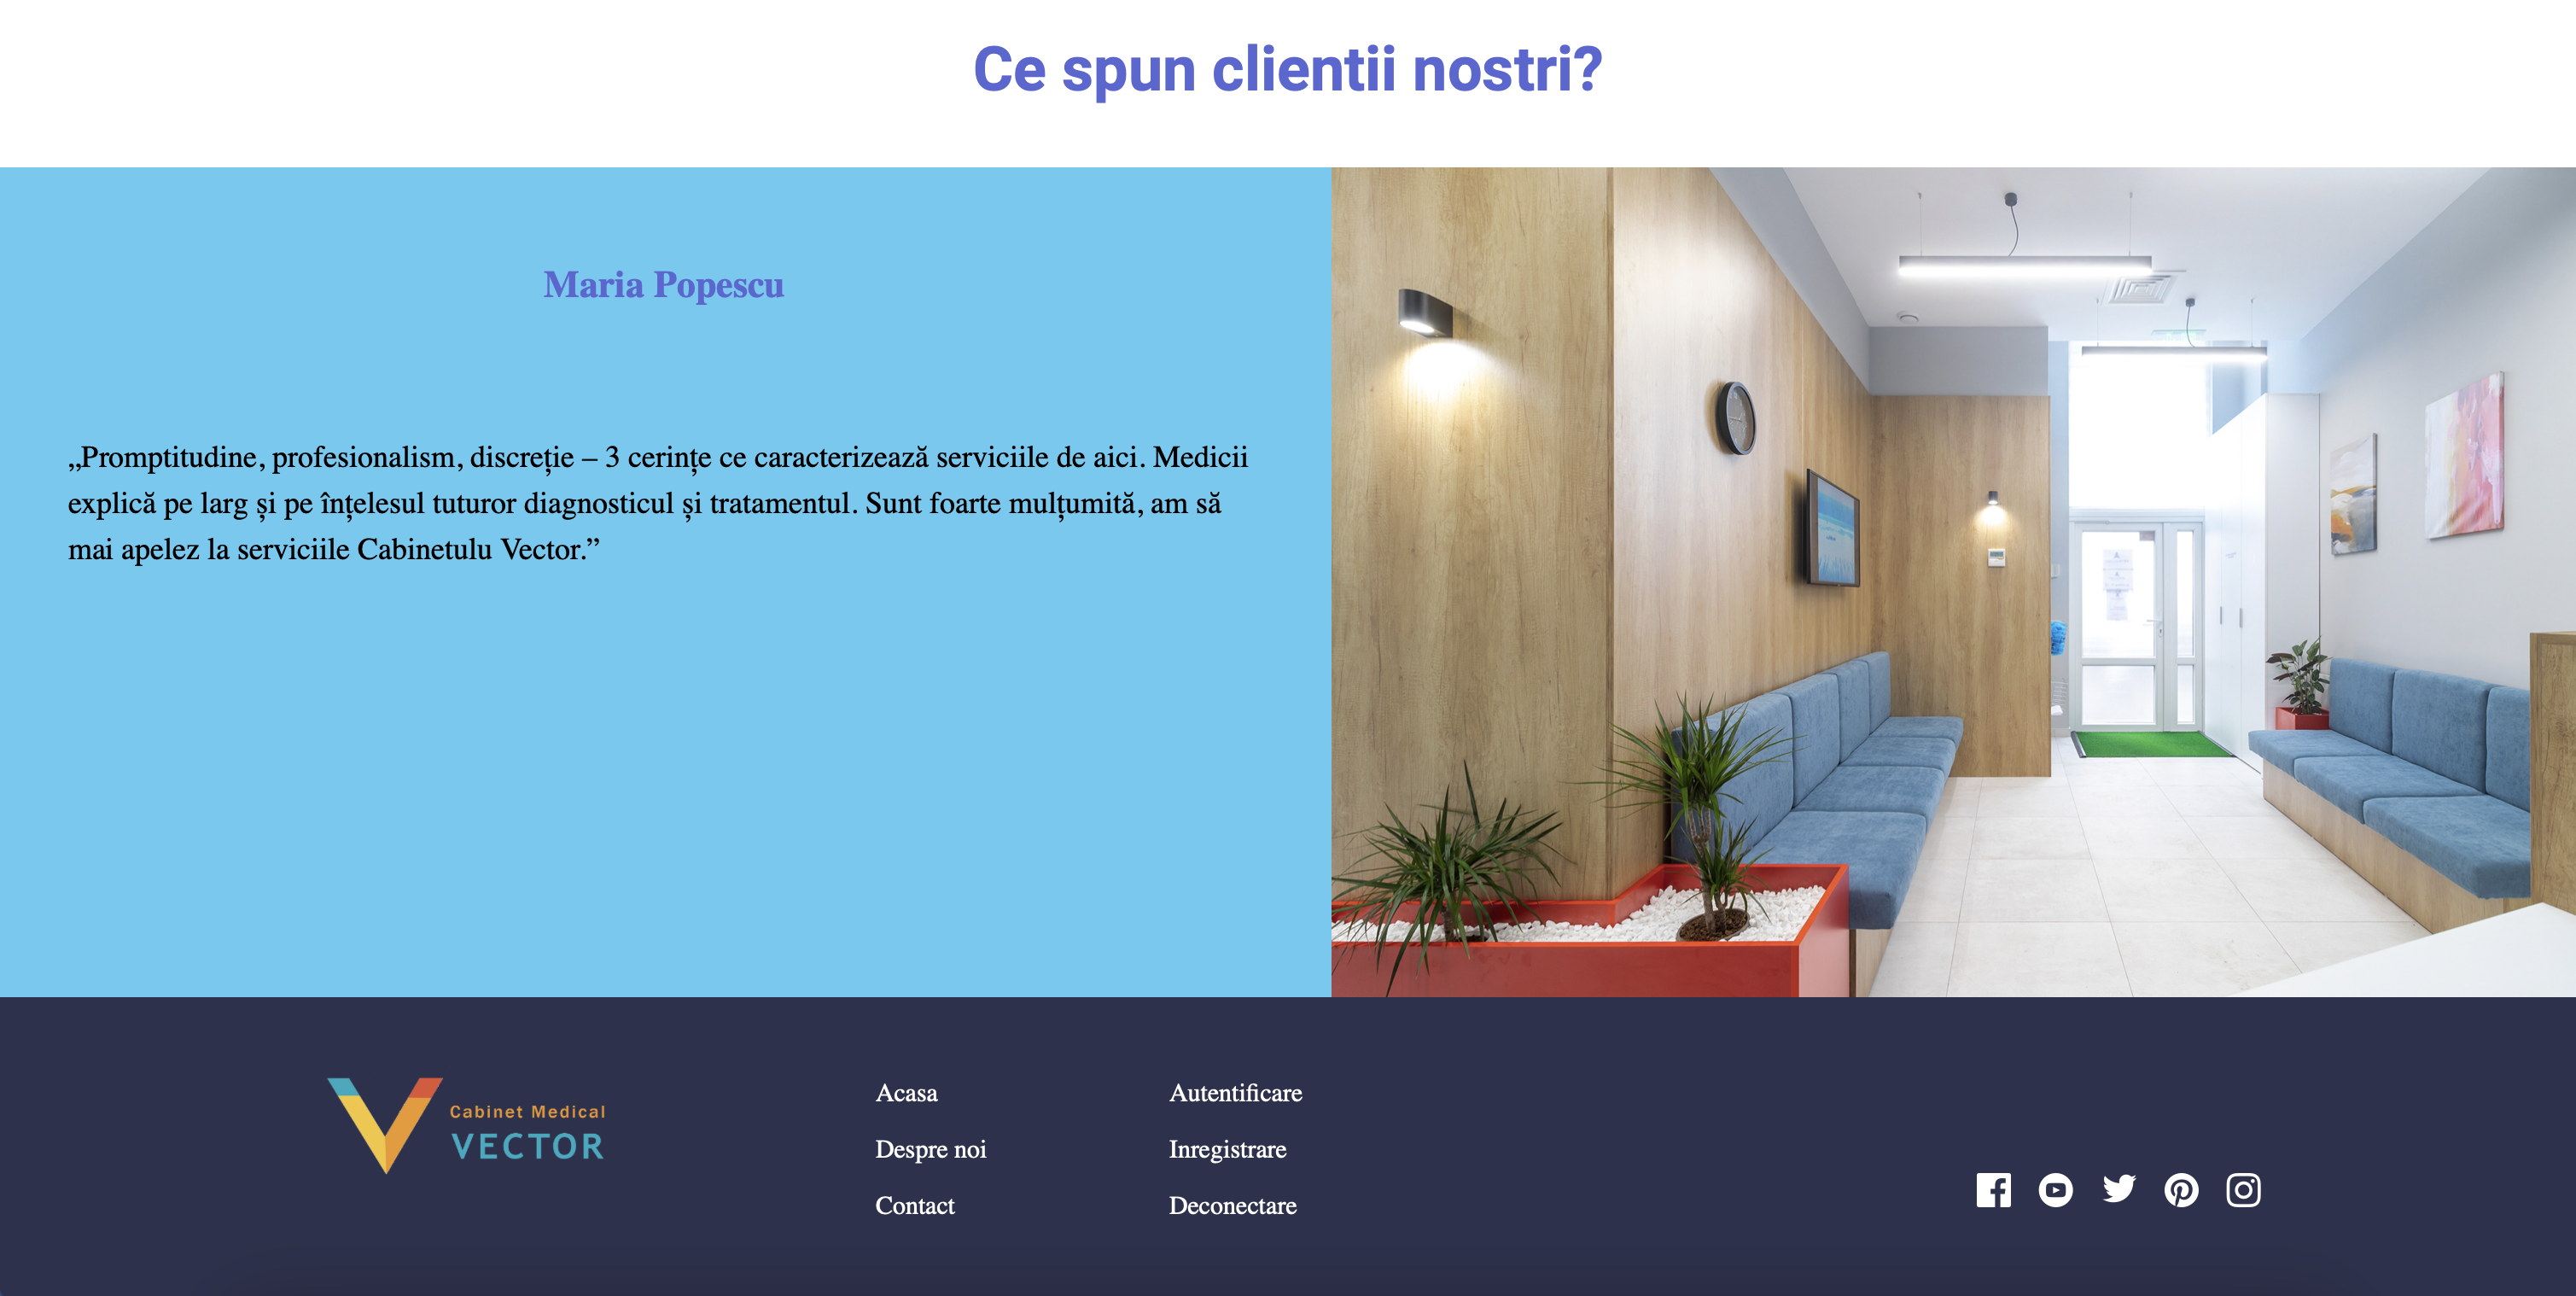 Ce spun clientii nostri?
Maria Popescu
„Promptitudine, profesionalism, discreție – 3 cerințe ce caracterizează serviciile de aici. Medicii
explică pe larg și pe înțelesul tuturor diagnosticul și tratamentul. Sunt foarte mulțumită, am să
mai apelez la serviciile Cabinetulu Vector.”
Cabinet Medical
VECTOR
Acasa
Despre noi
Contact
Autentificare
Inregistrare
Deconectare